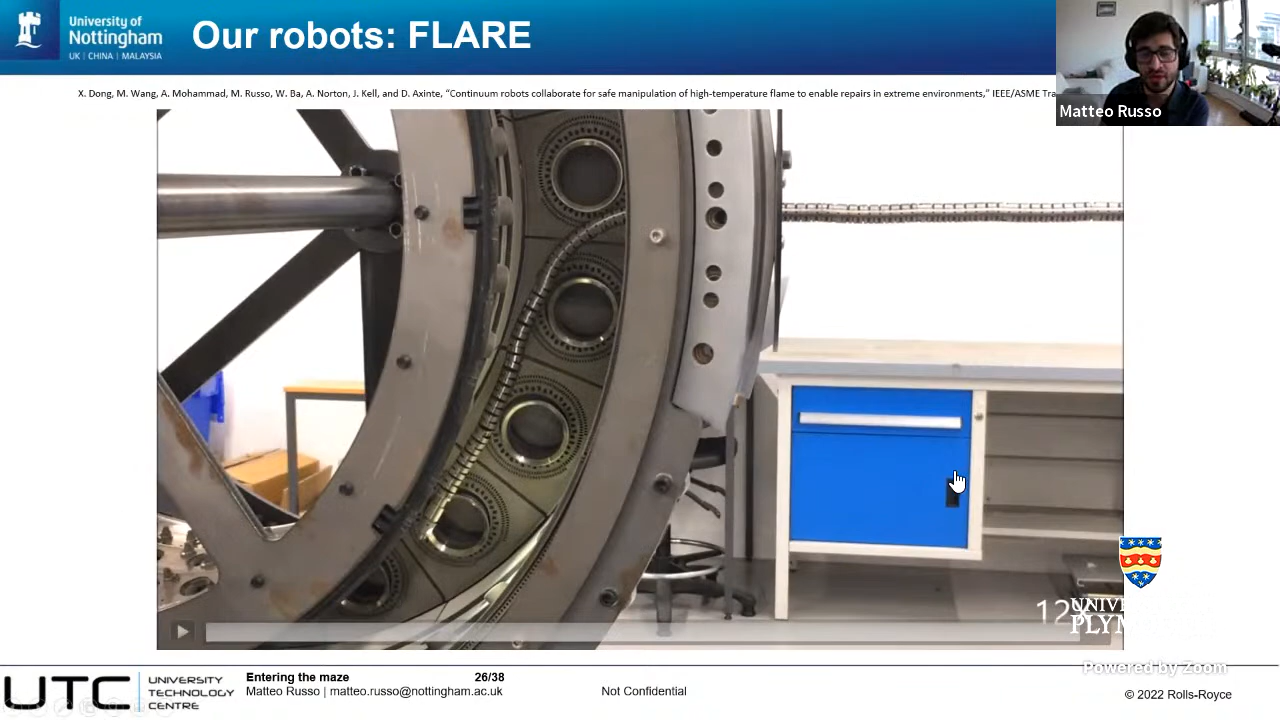 University of
Nottingham
UK | CHINA | MALAYSIA
Our robots: FLARE
X. Dong, M. Wang, A. Mohammad, M. Russo, W. Ba, A. Norton, J. Kell, and D. Axinte, “Continuum robots collaborate for safe manipulation of high-temperature flame to enable repairs in extreme environments,” IEEE/ASME Tra
Matteo Russo
12
UNIVE
PLYM
Powered by Zoom
UTC
UNIVERSITY
TECHNOLOGY
CENTRE
Entering the maze 26/38
Matteo Russo | matteo.russo@nottingham.ac.uk
Not Confidential
© 2022 Rolls-Royce